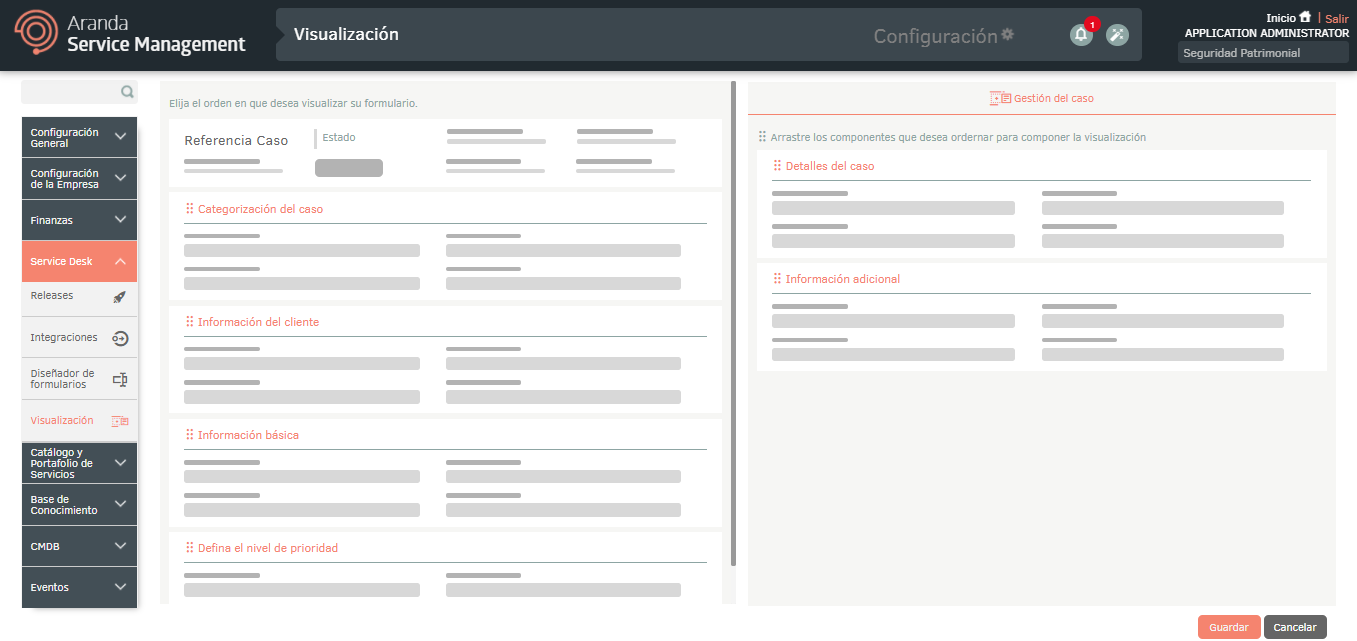 Aranda
Service Management
Visualización
Configuración
1
Inicio | Salir
APPLICATION ADMINISTRATOR
Seguridad Patrimonial
Configuración
General
Configuración
de la Empresa
Finanzas
Service Desk
Releases
Integraciones
Diseñador de
formularios
Visualización
Catálogo y
Portafolio de
Servicios
Base de
Conocimiento
CMDB
Eventos
Elija el orden en que desea visualizar su formulario.
Referencia Caso
Estado
Categorización del caso
Información del cliente
Información básica
Defina el nivel de prioridad
Gestión del caso
Arrastre los componentes que desea ordernar para componer la visualización
Detalles del caso
Información adicional
Guardar
Cancelar